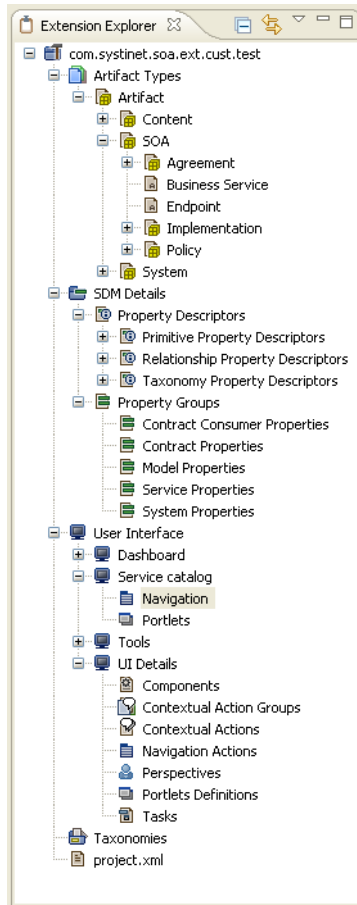 Extension Explorer
com.systinet.soa.ext.cust.test
Artifact Types
Artifact
Content
SOA
Agreement
Business Service
Endpoint
Implementation
Policy
System
SDM Details
Property Descriptors
Primitive Property Descriptors
Relationship Property Descriptors
Taxonomy Property Descriptors
Property Groups
Contract Consumer Properties
Contract Properties
Model Properties
Service Properties
System Properties
User Interface
Dashboard
Service catalog
Navigation
Portlets
Tools
UI Details
Components
Contextual Action Groups
Contextual Actions
Navigation Actions
Perspectives
Portlets Definitions
Tasks
Taxonomies
project.xml